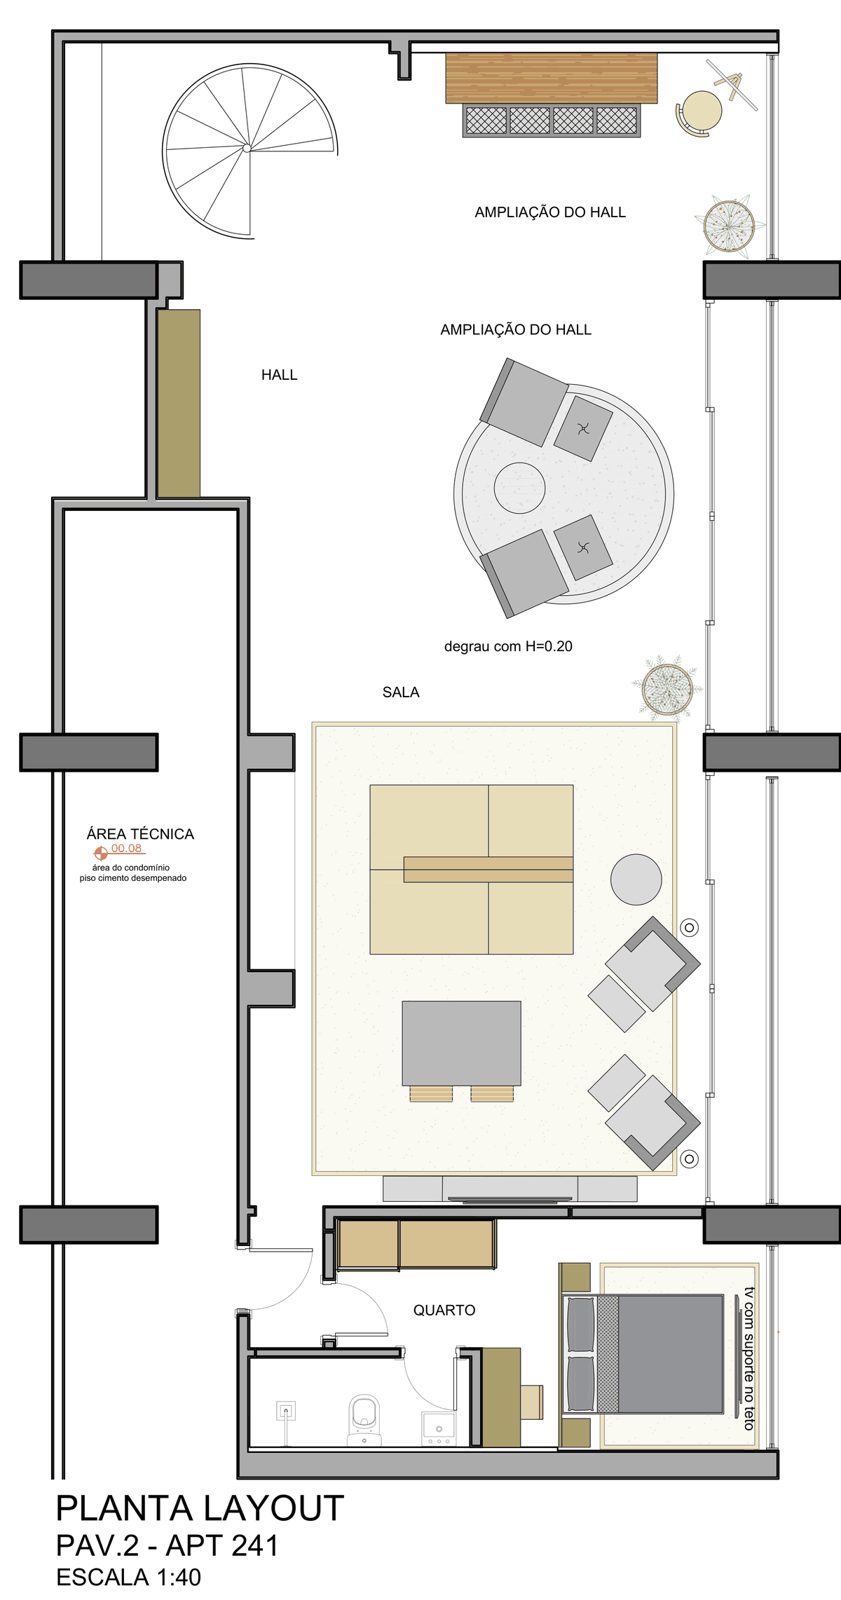 AMPLIAÇÃO DO HALL
AMPLIAÇÃO DO HALL
HALL
degrau com H=0.20
SALA
ÁREA TÉCNICA
00.08
área do condomínio
piso cimento desempenado
QUARTO
tv com suporte no teto
PLANTA LAYOUT
PAV.2 - APT 241
ESCALA 1:40